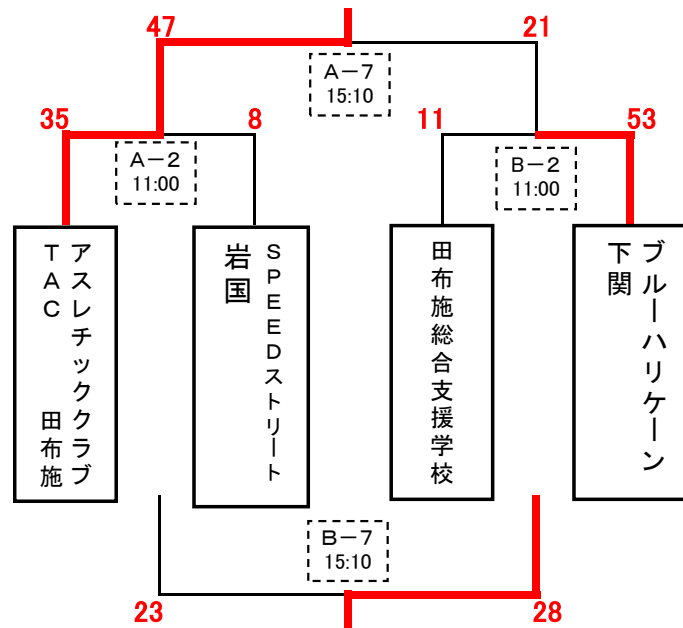 47
21
A－7
15:10
35
8
11
53
A－2
11:00
B－2
11:00
アスレチッククラブ
TAC 田布施
SPEEDストリート
岩国
田布施総合支援学校
ブルーハリケーン
下関
B－7
15:10
23
28